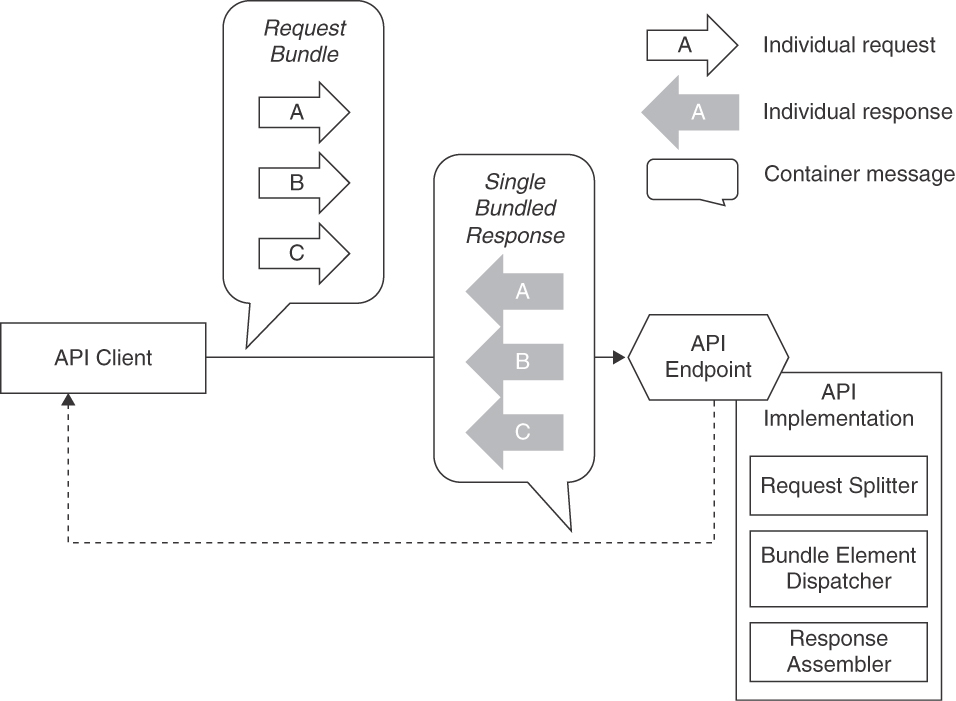 Request
Bundle
A
B
C
Single
Bundled
Response
A
B
C
A
Individual request
A
Individual response
Container message
API Client
API
Endpoint
API
Implementation
Request Splitter
Bundle Element
Dispatcher
Response
Assembler